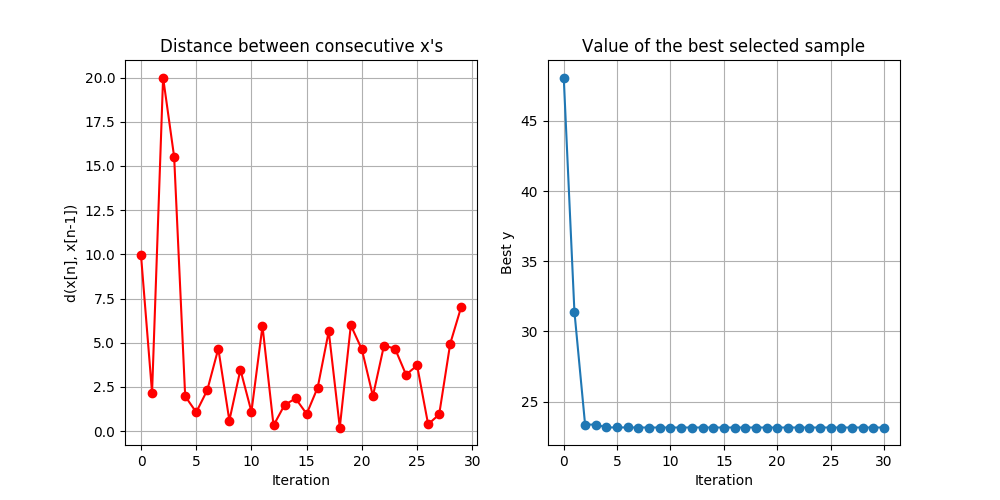 Distance between consecutive x's
20.0
17.5
15.0
12.5
10.0
7.5
5.0
2.5
0.0
d(x[n], x[n-1])
0 5 10 15 20 25 30
Iteration
Value of the best selected sample
45
40
35
30
25
Best y
0 5 10 15 20 25 30
Iteration